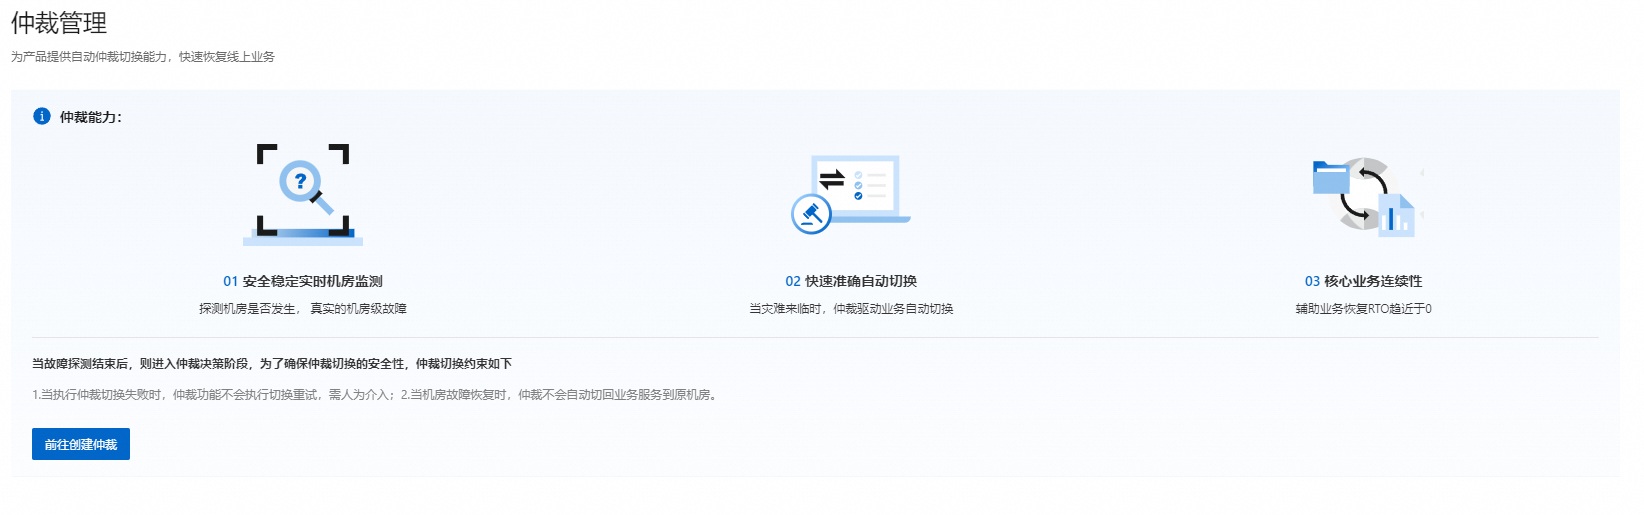 仲裁管理
为产品提供自动仲裁切换能力，快速恢复线上业务
仲裁能力：
01 安全稳定实时机房监测
探测机房是否发生， 真实的机房级故障
02 快速准确自动切换
当灾难来临时，仲裁驱动业务自动切换
03 核心业务连续性
辅助业务恢复RTO趋近于0
当故障探测结束后，则进入仲裁决策阶段，为了确保仲裁切换的安全性，仲裁切换约束如下
1.当执行仲裁切换失败时，仲裁功能不会执行切换重试，需人为介入；2.当机房故障恢复时，仲裁不会自动切回业务服务到原机房。
前往创建仲裁